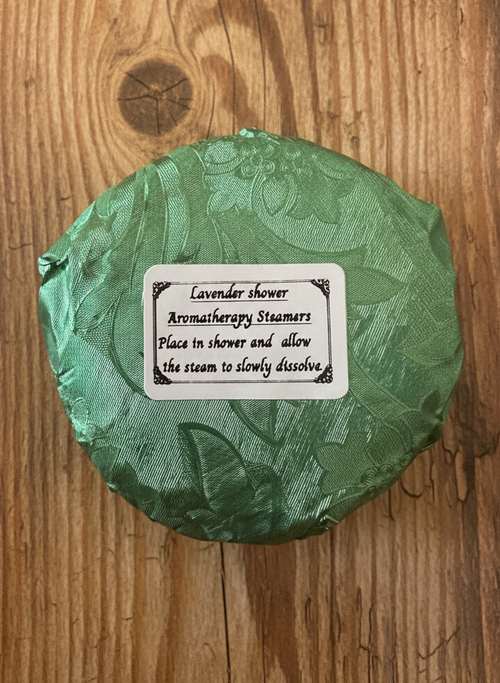 Lavender shower
Aromatherapy Steamers
Place in shower and allow
the steam to slowly dissolve.